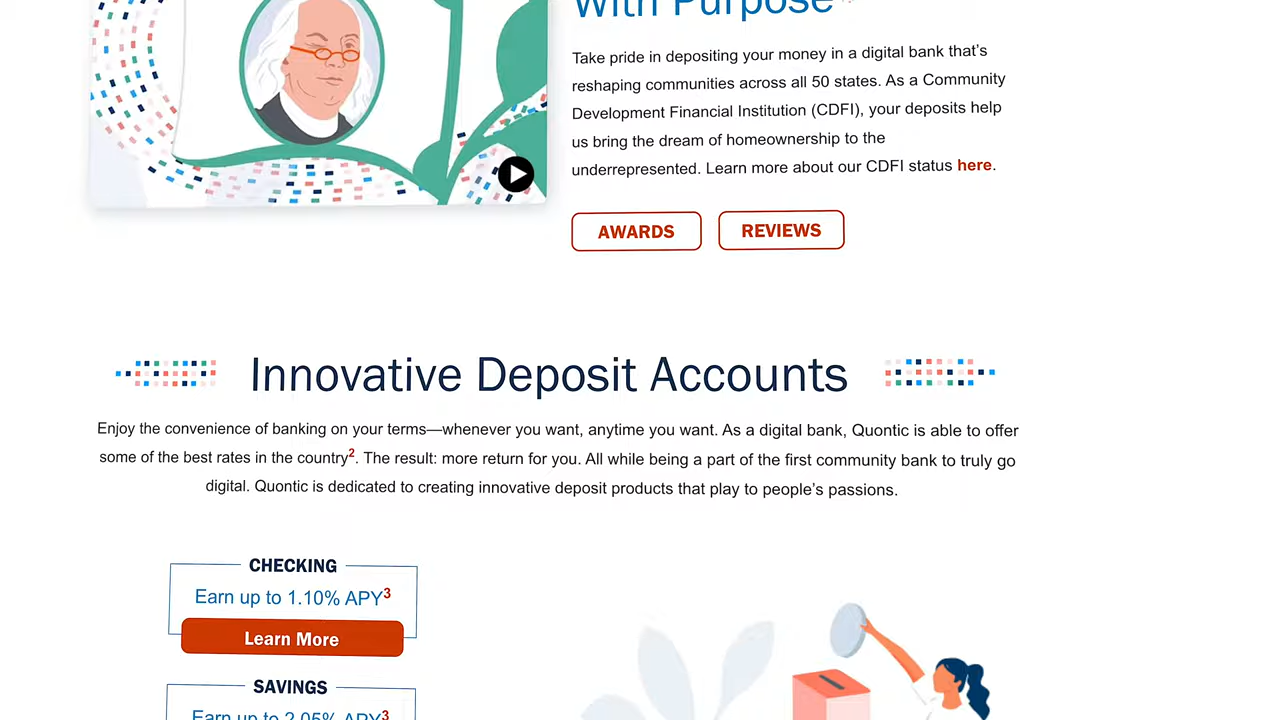 With Purpose
Take pride in depositing your money in a digital bank that's
reshaping communities across all 50 states. As a Community
Development Financial Institution (CDFI), your deposits help
us bring the dream of homeownership to the
underrepresented. Learn more about our CDFI status here.
AWARDS
REVIEWS
Innovative Deposit Accounts
Enjoy the convenience of banking on your terms—whenever you want, anytime you want. As a digital bank, Quontic is able to offer
some of the best rates in the country2. The result: more return for you. All while being a part of the first community bank to truly go
digital. Quontic is dedicated to creating innovative deposit products that play to people's passions.
CHECKING
Earn up to 1.10% APY3
Learn More
SAVINGS
Earn up to 2.05% APY3